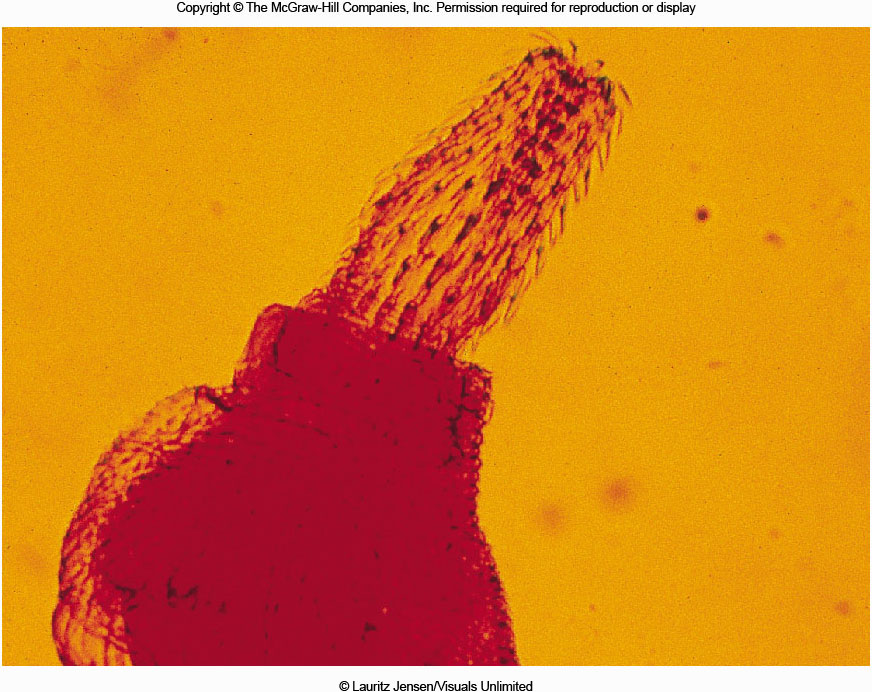 Copyright © The McGraw-Hill Companies, Inc. Permission required for reproduction or display
© Lauritz Jensen/Visuals Unlimited